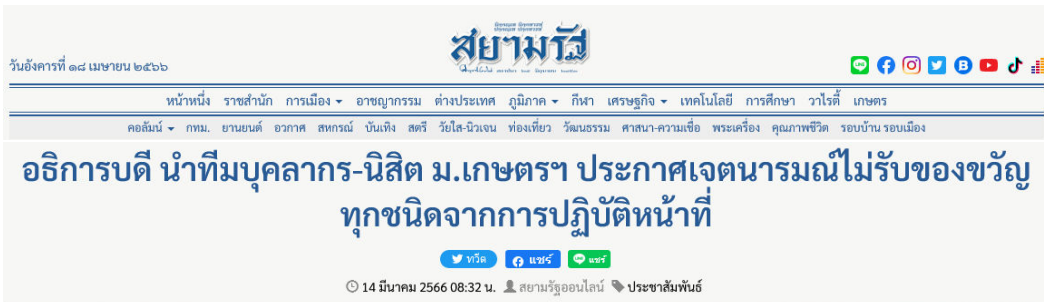 สยามรัฐ
วันอังคารที่ ๑๘ เมษายน ๒๕๖๖
หน้าหนึ่ง ราชสำนัก การเมือง อาชญากรรม ต่างประเทศ ภูมิภาค กีฬา เศรษฐกิจ เทคโนโลยี การศึกษา วาไรตี้ เกษตร
คอลัมน์ กทม. ยานยนต์ อวกาศ สหกรณ์ บันเทิง สตรี วัยใส-นิวเจน ท่องเที่ยว วัฒนธรรม ศาสนา-ความเชื่อ พระเครื่อง คุณภาพชีวิต รอบบ้าน รอบเมือง
อธิการบดี นำทีมบุคลากร-นิสิต ม.เกษตรฯ ประกาศเจตนารมณ์ไม่รับของขวัญ
ทุกชนิดจากการปฏิบัติหน้าที่
ทวีต แชร์ แชร์
14 มีนาคม 2566 08:32 น. สยามรัฐออนไลน์ ประชาสัมพันธ์